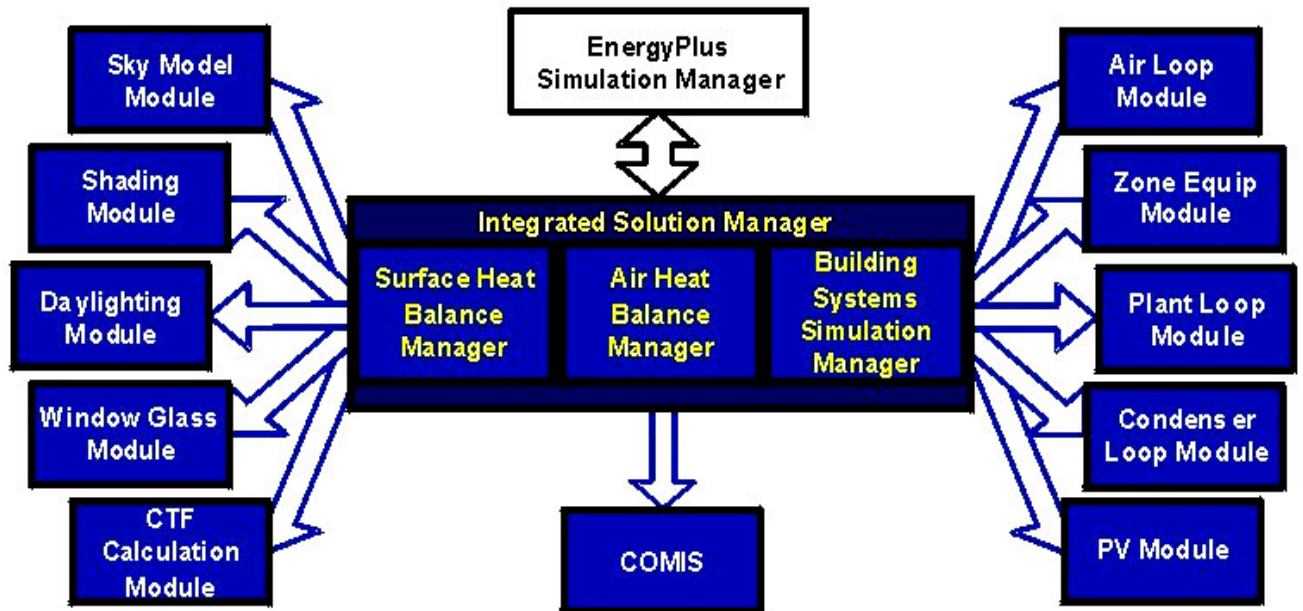 Sky Model
Module
Shading
Module
Daylighting
Module
Window Glass
Module
CTF
Calculation
Module
EnergyPlus
Simulation Manager
Integrated Solution Manager
Surface Heat
Balance
Manager
Air Heat
Balance
Manager
Building
Systems
Simulation
Manager
COMIS
Air Loop
Module
Zone Equip
Module
Plant Loop
Module
Condenser
Loop Module
PV Module